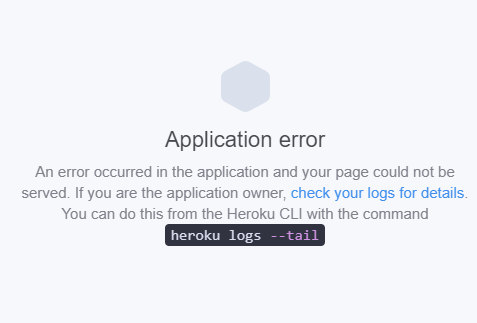 Application error
An error occurred in the application and your page could not be
served. If you are the application owner, check your logs for details.
You can do this from the Heroku CLI with the command
heroku logs --tail